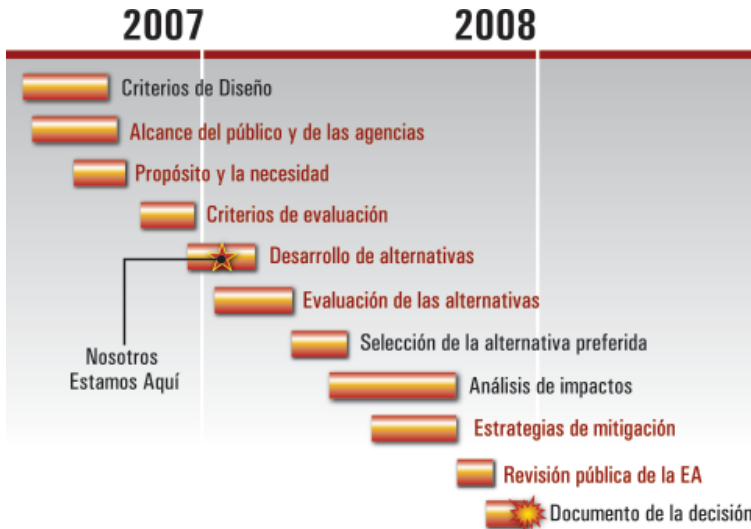 2007
2008
Criterios de Diseño
Alcance del público y de las agencias
Propósito y la necesidad
Criterios de evaluación
Desarrollo de alternativas
Evaluación de las alternativas
Selección de la alternativa preferida
Nosotros
Estamos Aquí
Análisis de impactos
Estrategias de mitigación
Revisión pública de la EA
Documento de la decisión